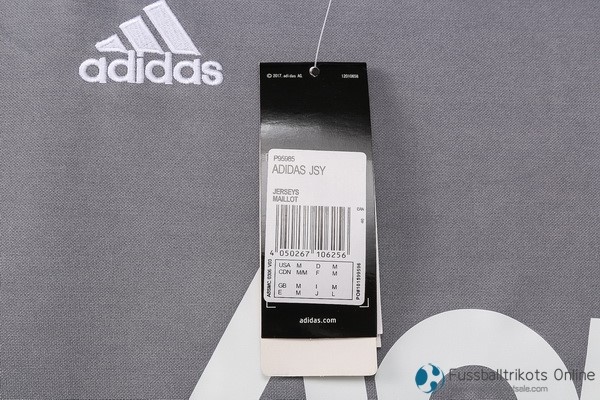 adidas
© 2017. adidas AG.
12010808
P95985
ADIDAS JSY
JERSEYS
MAILLOT
4 050267 106256
USA M D M
CDN M/M F M
GB M I M
E M J L
adidas.com
Fussballtrikots Online